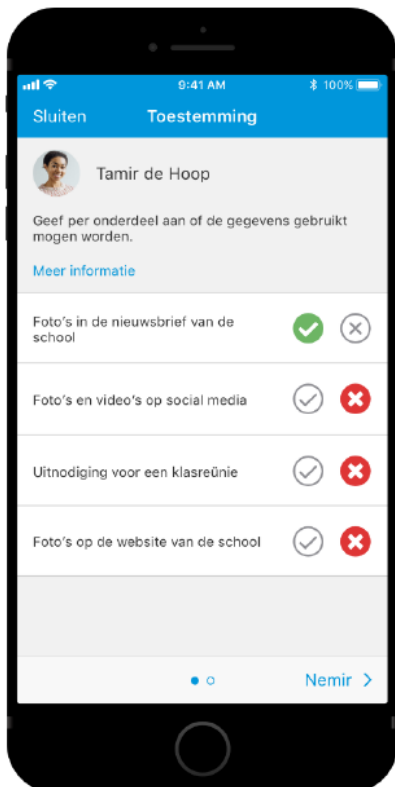 9:41 AM
100%
Sluiten
Toestemming
Tamir de Hoop
Geef per onderdeel aan of de gegevens gebruikt
mogen worden.
Meer informatie
Foto's in de nieuwsbrief van de
school
Foto's en video's op social media
Uitnodiging voor een klasreünie
Foto's op de website van de school
Nemir >